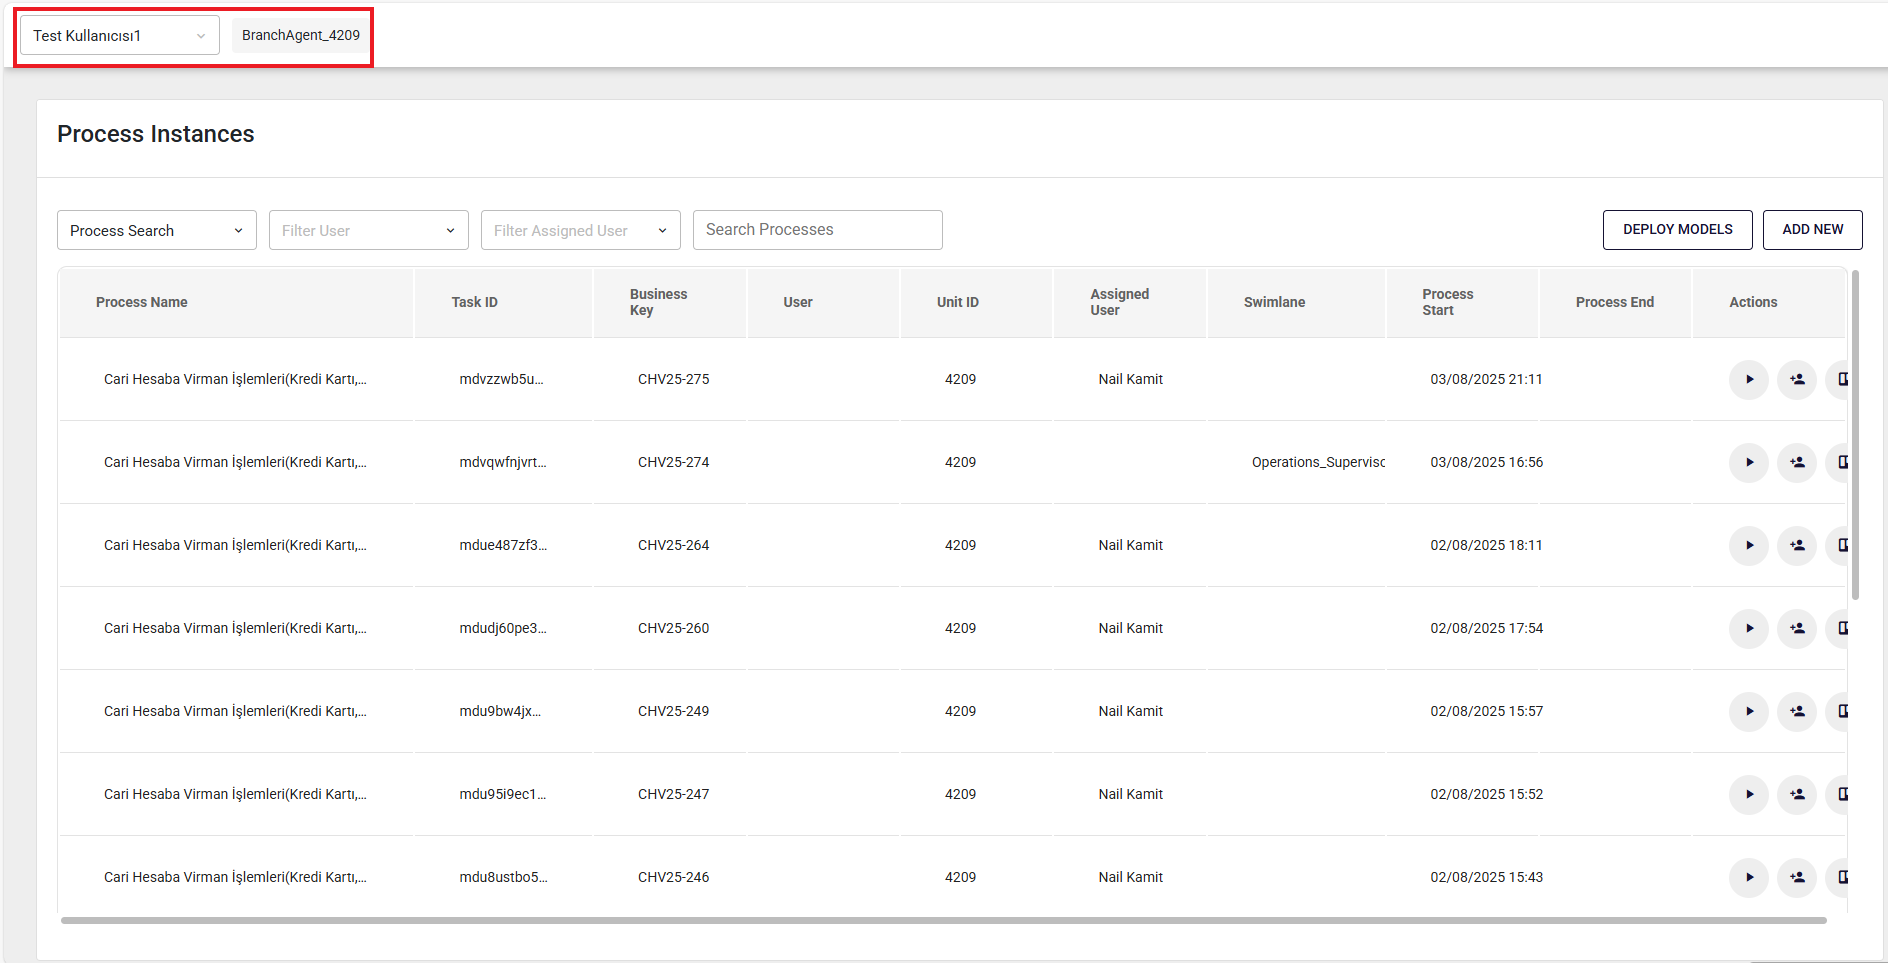 Test Kullanıcısı1 BranchAgent_4209
Process Instances
Process Search Filter User Filter Assigned User Search Processes DEPLOY MODELS ADD NEW
Process Name Task ID Business Key User Unit ID Assigned User Swimlane Process Start Process End Actions
Cari Hesaba Virman İşlemleri(Kredi Kartı,... mdvzzwb5u... CHV25-275 4209 Nail Kamit 03/08/2025 21:11
Cari Hesaba Virman İşlemleri(Kredi Kartı,... mdvqwfnjvrt... CHV25-274 4209 Operations_Superviso 03/08/2025 16:56
Cari Hesaba Virman İşlemleri(Kredi Kartı,... mdue487zf3... CHV25-264 4209 Nail Kamit 02/08/2025 18:11
Cari Hesaba Virman İşlemleri(Kredi Kartı,... mdudj60pe3... CHV25-260 4209 Nail Kamit 02/08/2025 17:54
Cari Hesaba Virman İşlemleri(Kredi Kartı,... mdu9bw4jx... CHV25-249 4209 Nail Kamit 02/08/2025 15:57
Cari Hesaba Virman İşlemleri(Kredi Kartı,... mdu95i9ec1... CHV25-247 4209 Nail Kamit 02/08/2025 15:52
Cari Hesaba Virman İşlemleri(Kredi Kartı,... mdu8ustbo5... CHV25-246 4209 Nail Kamit 02/08/2025 15:43